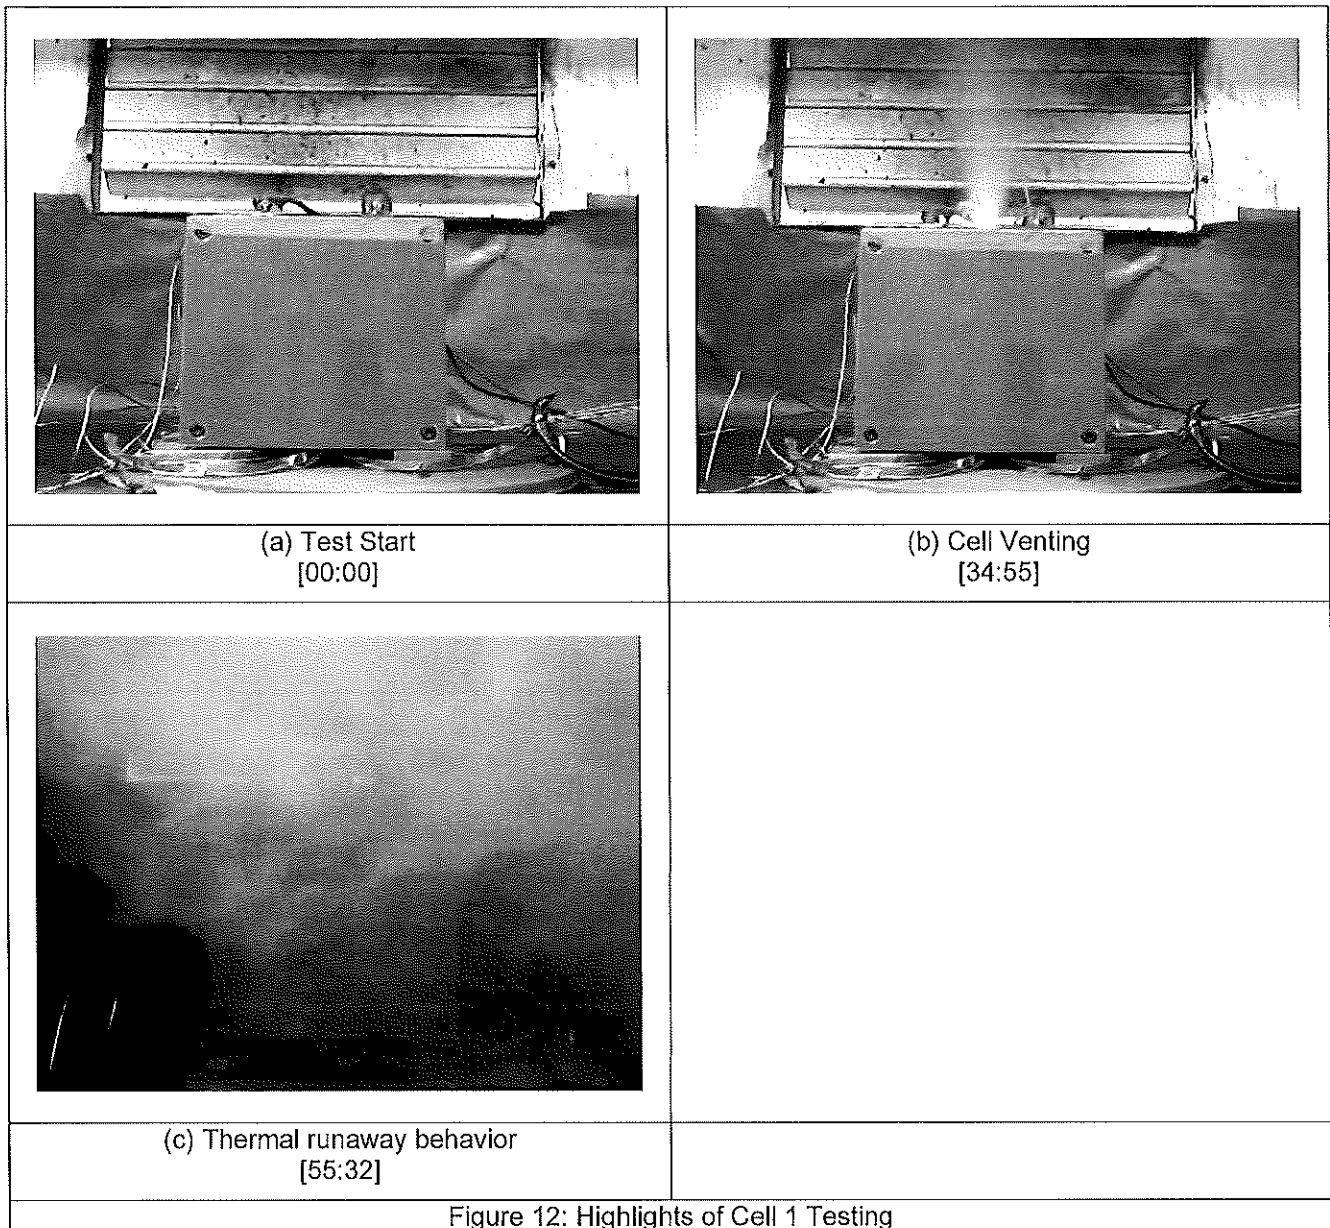 (a) Test Start
[00:00]
(b) Cell Venting
[34:55]
(c) Thermal runaway behavior
[55:32]
Figure 12: Highlights of Cell 1 Testing